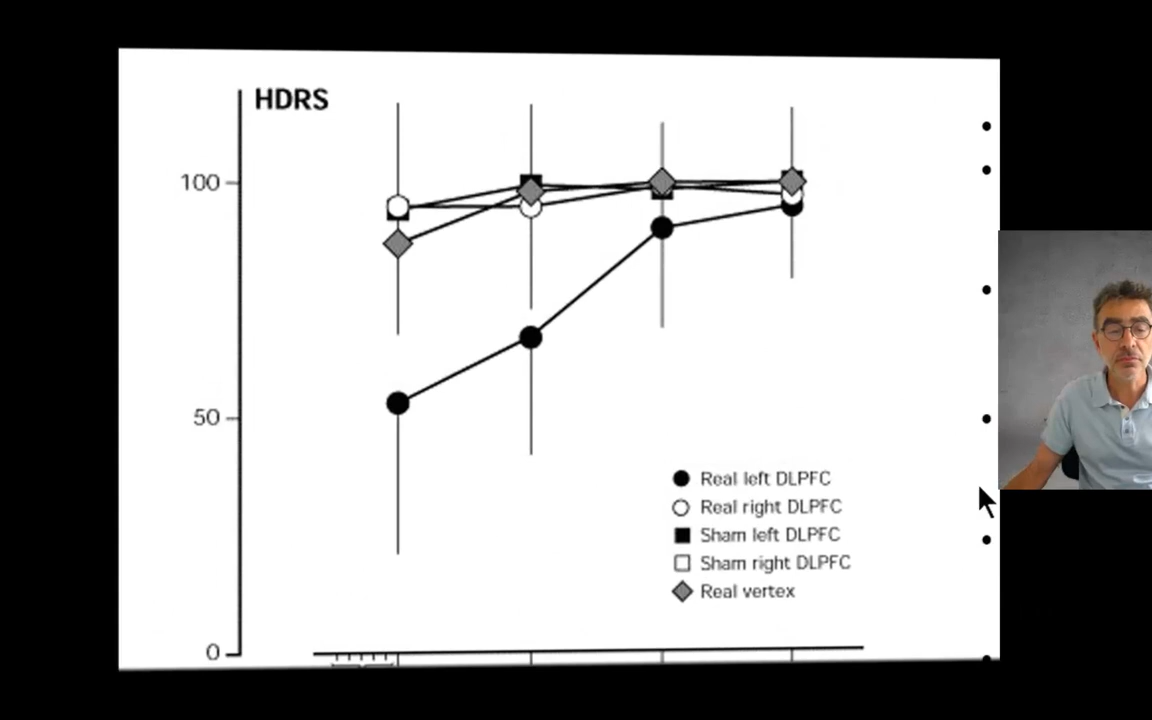 HDRS
100
50
0
Real left DLPFC
Real right DLPFC
Sham left DLPFC
Sham right DLPFC
Real vertex